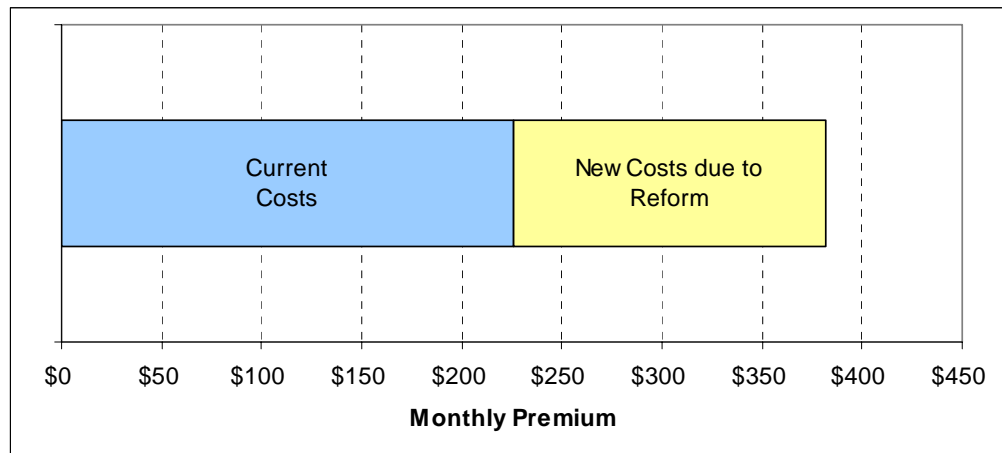 Current
Costs
New Costs due to
Reform
$0 $50 $100 $150 $200 $250 $300 $350 $400 $450
Monthly Premium